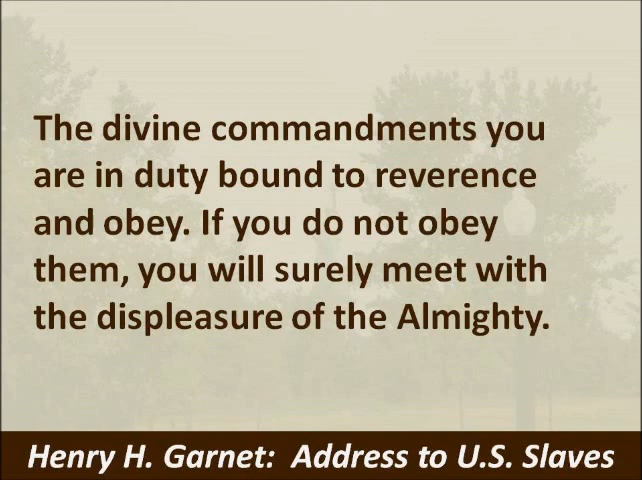 The divine commandments you
are in duty bound to reverence
and obey. If you do not obey
them, you will surely meet with
the displeasure of the Almighty.
Henry H. Garnet:  Address to U.S. Slaves